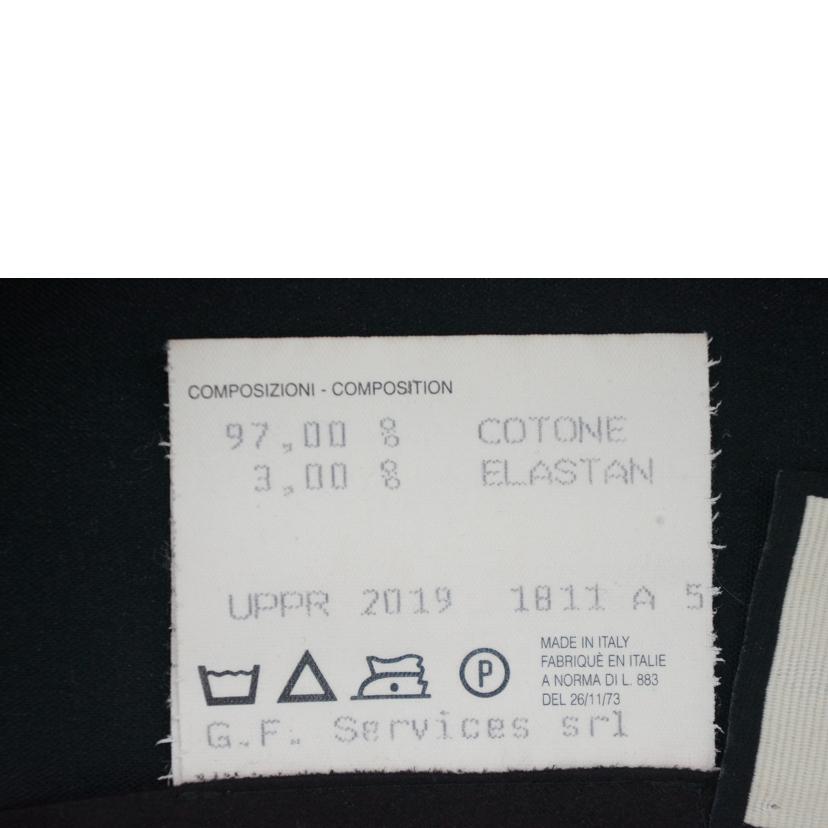 COMPOSIZIONI - COMPOSITION
97,00 % COTONE
3,00 % ELASTAN
UPPR 2019 1811 A 5
P
MADE IN ITALY
FABRIQUÈ EN ITALIE
A NORMA DI L. 883
DEL 26/11/73
G.F. Services srl